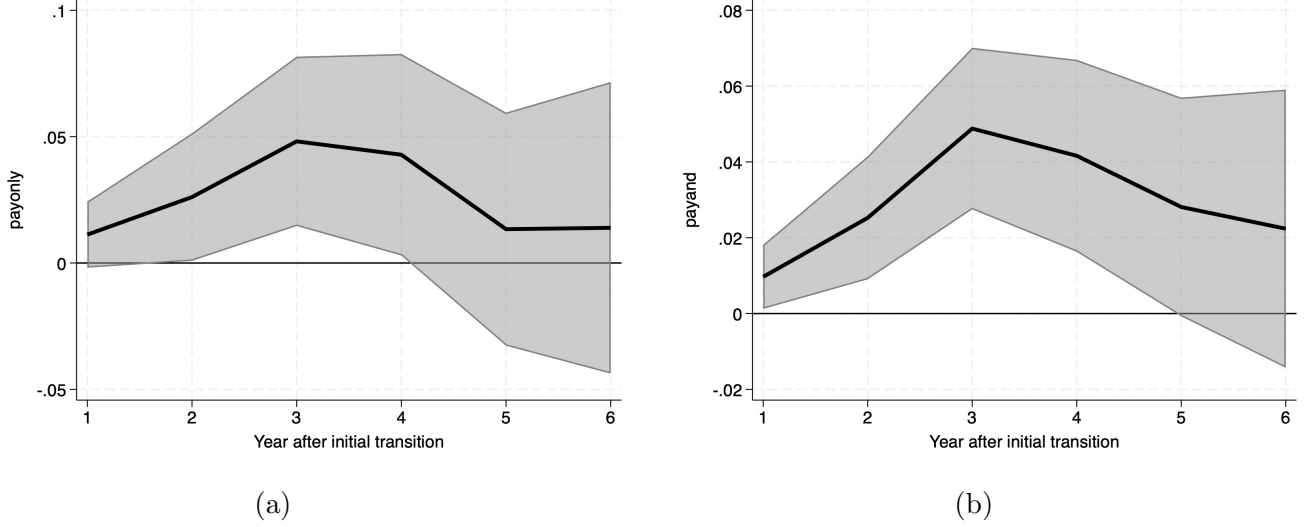 .1
.05
0
-.05
payonly
1 2 3 4 5 6
Year after initial transition
(a)
.08
.06
.04
.02
0
-.02
payand
1 2 3 4 5 6
Year after initial transition
(b)